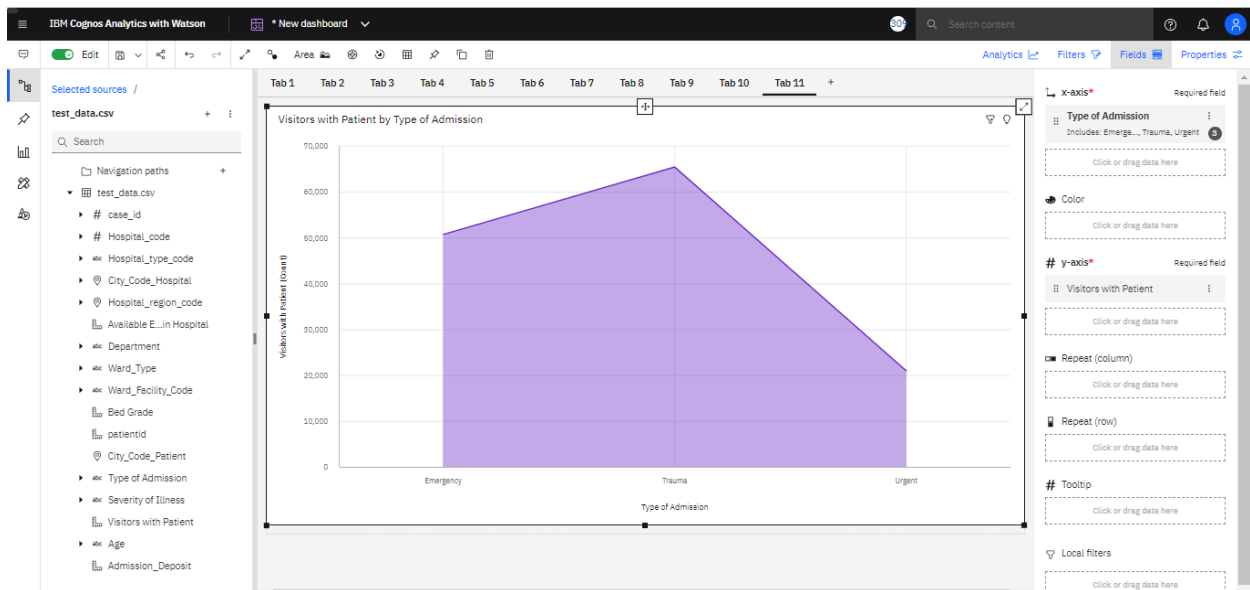 IBM Cognos Analytics with Watson
* New dashboard
309
Search content
Edit
Area
Analytics
Filters
Fields
Properties
Selected sources /
test_data.csv
Search
Navigation paths
test_data.csv
# case_id
# Hospital_code
abc Hospital_type_code
City_Code_Hospital
Hospital_region_code
Available E...in Hospital
abc Department
abc Ward_Type
abc Ward_Facility_Code
Bed Grade
patientid
City_Code_Patient
abc Type of Admission
abc Severity of Illness
Visitors with Patient
abc Age
Admission_Deposit
Tab 1 Tab 2 Tab 3 Tab 4 Tab 5 Tab 6 Tab 7 Tab 8 Tab 9 Tab 10 Tab 11 +
Visitors with Patient by Type of Admission
Visitors with Patient (Count)
70,000
60,000
50,000
40,000
30,000
20,000
10,000
0
Emergency Trauma Urgent
Type of Admission
x-axis* Required field
Type of Admission
Includes: Emerge..., Trauma, Urgent 3
Click or drag data here
Color
Click or drag data here
# y-axis* Required field
Visitors with Patient
Click or drag data here
Repeat (column)
Click or drag data here
Repeat (row)
Click or drag data here
# Tooltip
Click or drag data here
Local filters
Click or drag data here